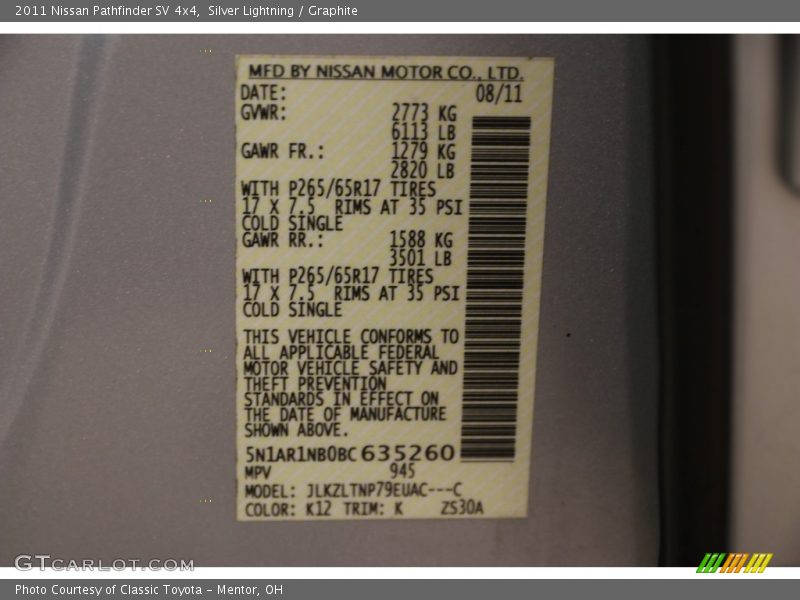 2011 Nissan Pathfinder SV 4x4, Silver Lightning / Graphite
MFD BY NISSAN MOTOR CO., LTD.
DATE: 08/11
GVWR: 2773 KG
6113 LB
GAWR FR.: 1279 KG
2820 LB
WITH P265/65R17 TIRES
17 X 7.5 RIMS AT 35 PSI
COLD SINGLE
GAWR RR.: 1588 KG
3501 LB
WITH P265/65R17 TIRES
17 X 7.5 RIMS AT 35 PSI
COLD SINGLE
THIS VEHICLE CONFORMS TO
ALL APPLICABLE FEDERAL
MOTOR VEHICLE SAFETY AND
THEFT PREVENTION
STANDARDS IN EFFECT ON
THE DATE OF MANUFACTURE
SHOWN ABOVE.
5N1AR1NB0BC635260
MPV 945
MODEL: JLKZLTNP79EUAC---C
COLOR: K12 TRIM: K ZS30A
GTCARLOT.COM
Photo Courtesy of Classic Toyota - Mentor, OH